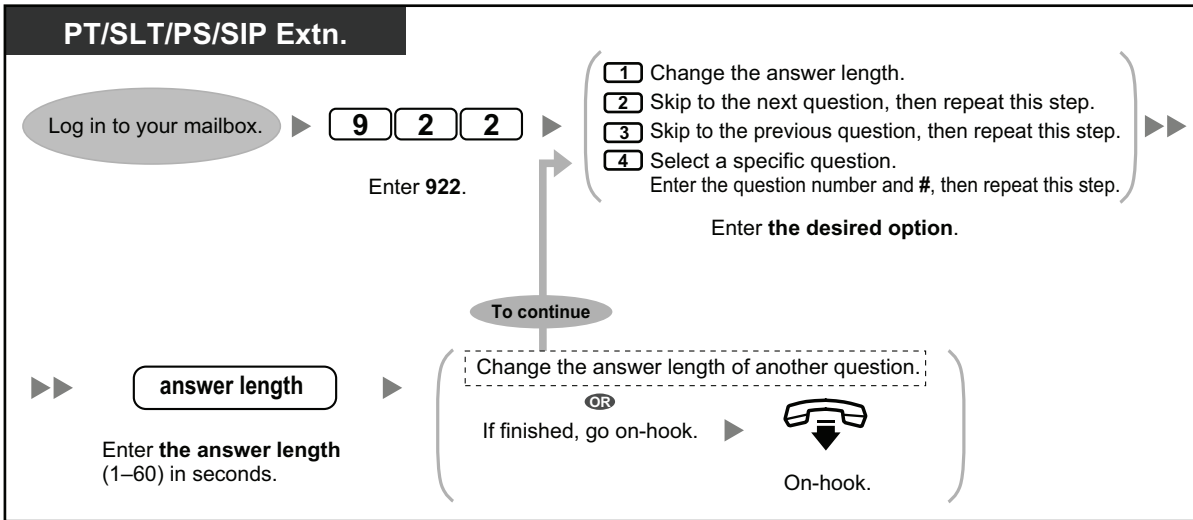 PT/SLT/PS/SIP Extn.
Log in to your mailbox.
9 2 2
Enter 922.
1 Change the answer length.
2 Skip to the next question, then repeat this step.
3 Skip to the previous question, then repeat this step.
4 Select a specific question.
Enter the question number and #, then repeat this step.
Enter the desired option.
To continue
answer length
Enter the answer length
(1–60) in seconds.
Change the answer length of another question.
OR
If finished, go on-hook.
On-hook.